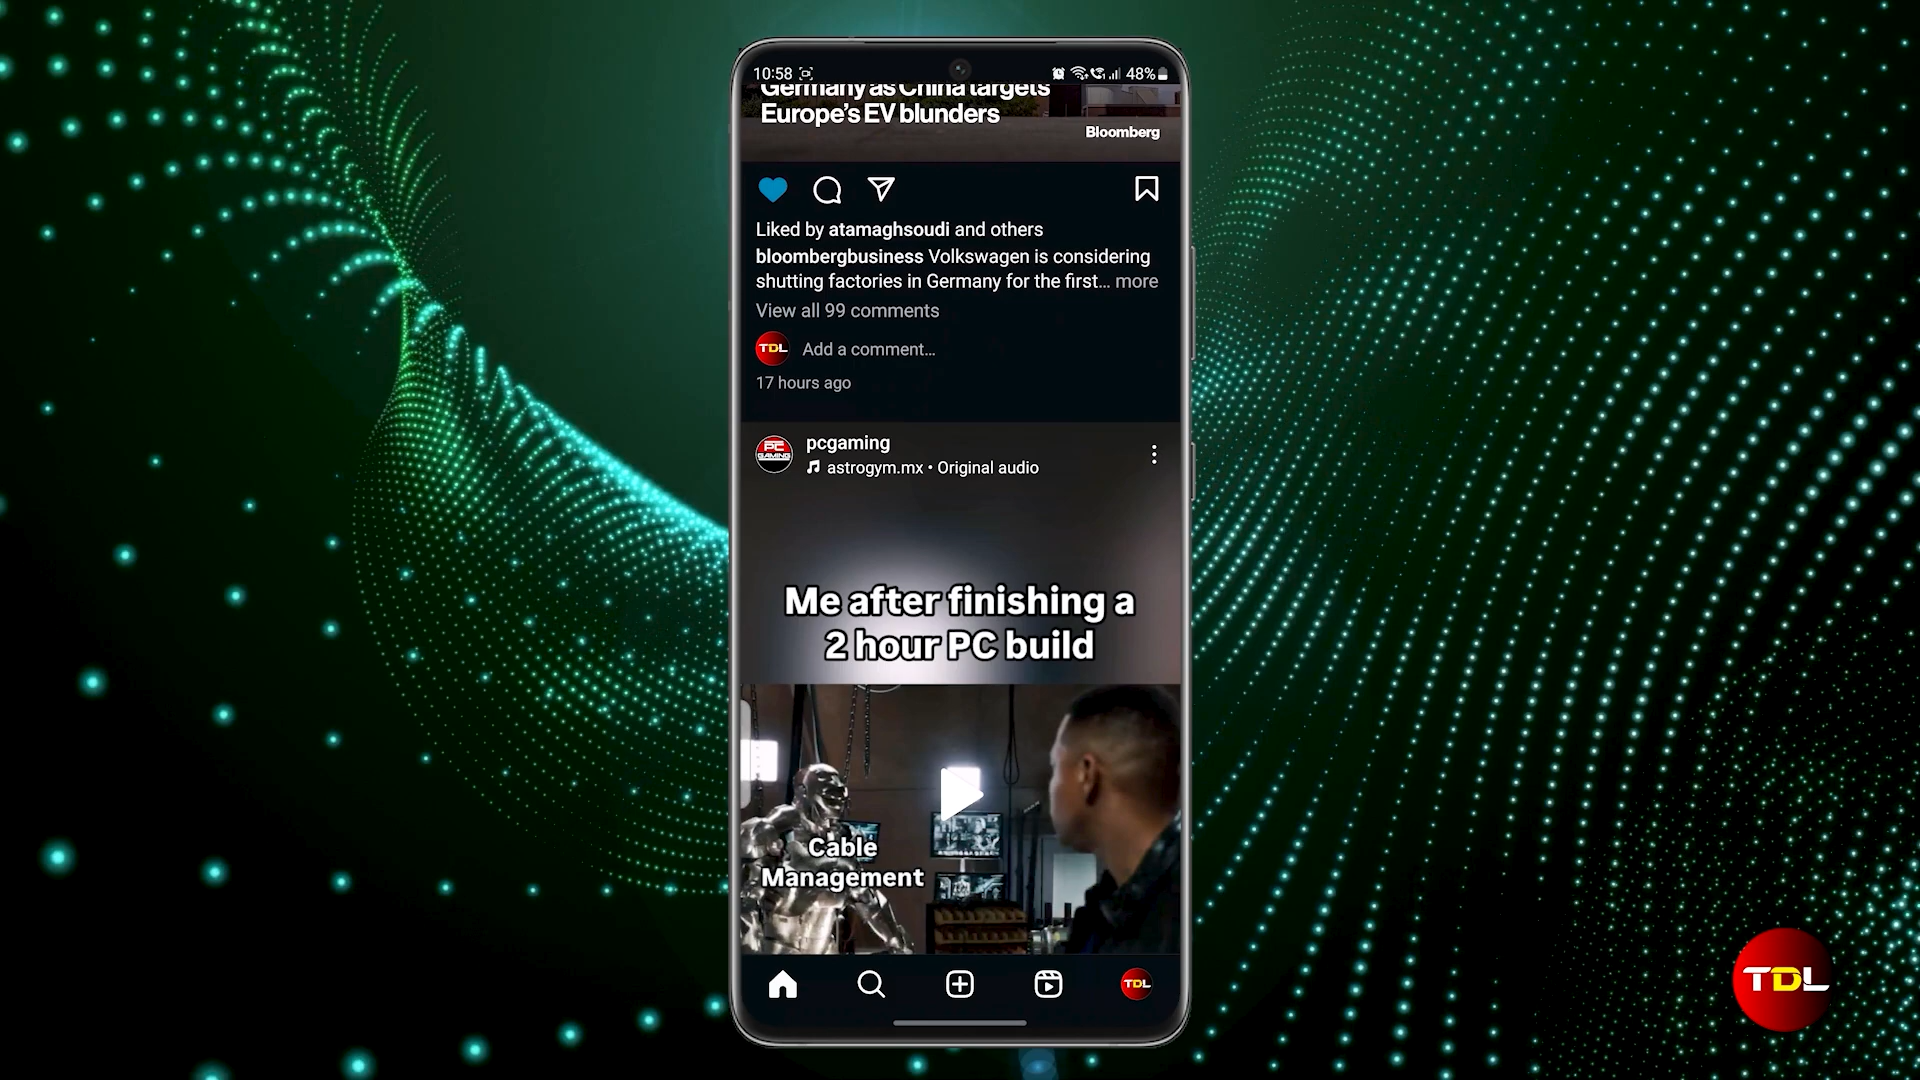 10:58 48%
Germany as China targets
Europe's EV blunders
Bloomberg
Liked by atamaghsoudi and others
bloombergbusiness Volkswagen is considering
shutting factories in Germany for the first... more
View all 99 comments
TDL Add a comment...
17 hours ago
PC GAMING
pcgaming
astrogym.mx • Original audio
Me after finishing a
2 hour PC build
Cable
Management
TDL
TDL